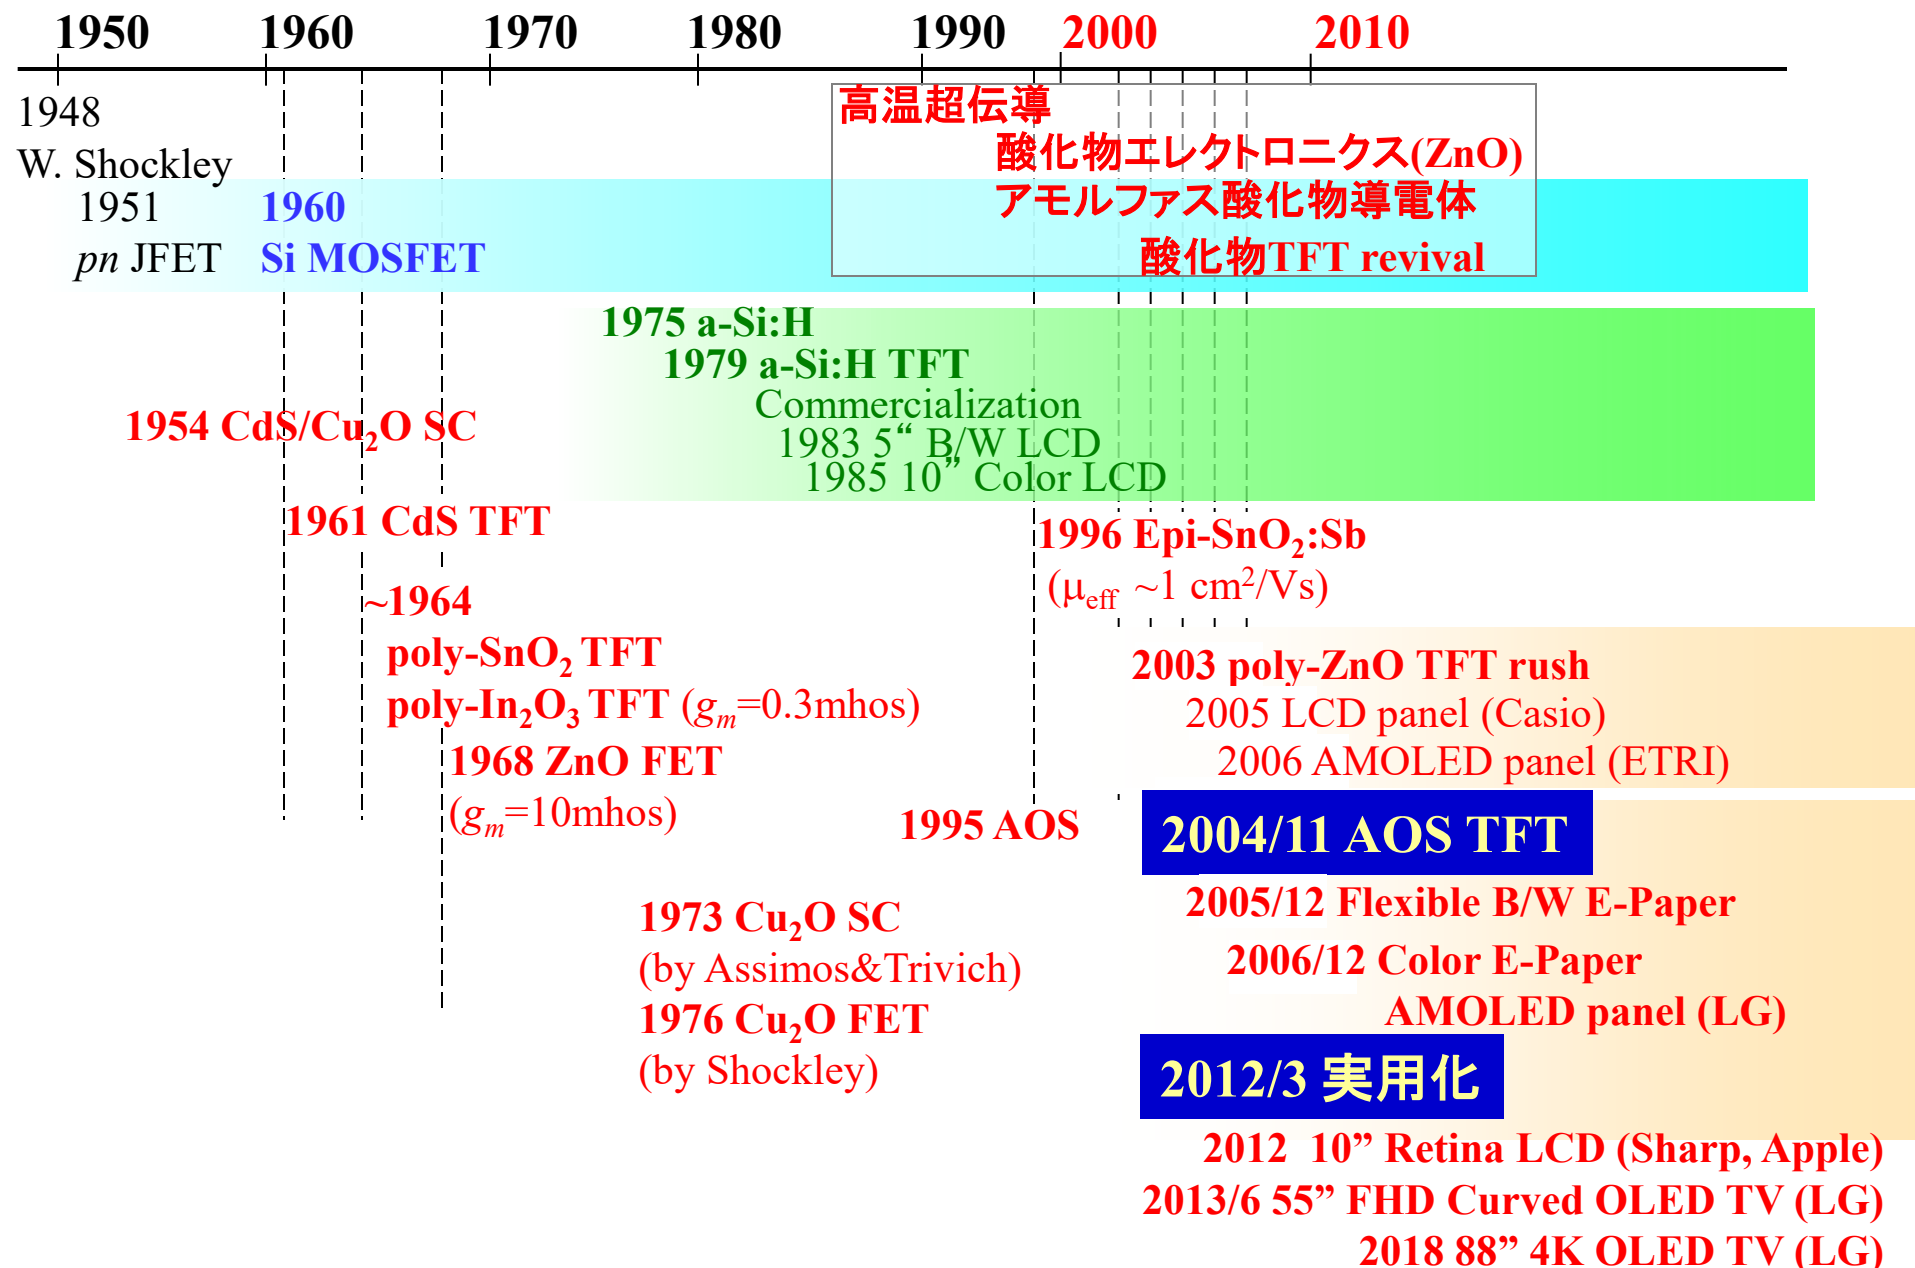 1950 1960 1970 1980 1990 2000 2010
1948
W. Shockley
1951
pn JFET
1960
Si MOSFET
高温超伝導
酸化物エレクトロニクス(ZnO)
アモルファス酸化物導電体
酸化物TFT revival
1975 a-Si:H
1979 a-Si:H TFT
Commercialization
1983 5“ B/W LCD
1985 10” Color LCD
1954 CdS/Cu₂O SC
1961 CdS TFT
~1964
poly-SnO₂ TFT
poly-In₂O₃ TFT (gₘ=0.3mhos)
1968 ZnO FET
(gₘ=10mhos)
1973 Cu₂O SC
(by Assimos&Trivich)
1976 Cu₂O FET
(by Shockley)
1996 Epi-SnO₂:Sb
(μeff ~1 cm²/Vs)
2003 poly-ZnO TFT rush
2005 LCD panel (Casio)
2006 AMOLED panel (ETRI)
1995 AOS
2004/11 AOS TFT
2005/12 Flexible B/W E-Paper
2006/12 Color E-Paper
AMOLED panel (LG)
2012/3 実用化
2012 10” Retina LCD (Sharp, Apple)
2013/6 55” FHD Curved OLED TV (LG)
2018 88” 4K OLED TV (LG)